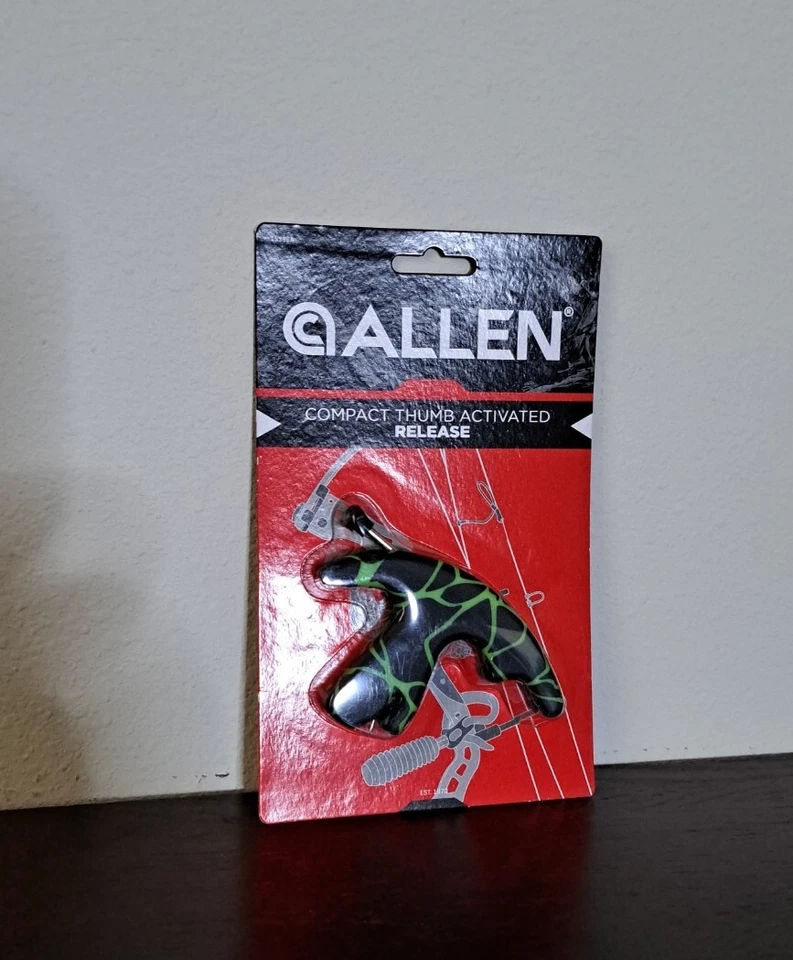 ALLEN®
COMPACT THUMB ACTIVATED
RELEASE